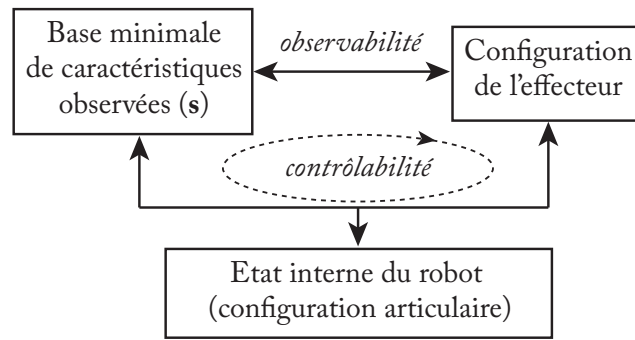 Base minimale
de caractéristiques
observées (s)
observabilité
Configuration
de l'effecteur
contrôlabilité
Etat interne du robot
(configuration articulaire)